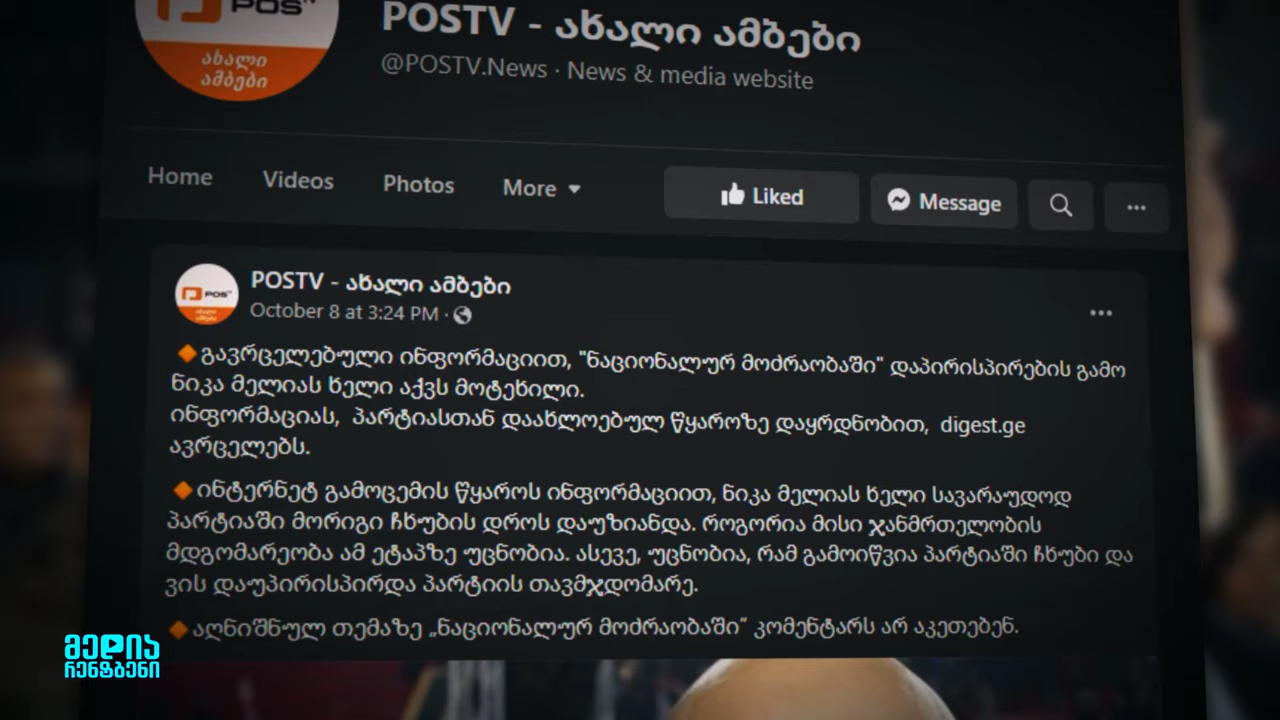 POSTV
ახალი
ამბები
POSTV - ახალი ამბები
@POSTV.News · News & media website
Home Videos Photos More Liked Message
POSTV
POSTV - ახალი ამბები
October 8 at 3:24 PM ·
გავრცელებული ინფორმაციით, "ნაციონალურ მოძრაობაში" დაპირისპირების გამო
ნიკა მელიას ხელი აქვს მოტეხილი.
ინფორმაციას, პარტიასთან დაახლოებულ წყაროზე დაყრდნობით, digest.ge
ავრცელებს.
ინტერნეტ გამოცემის წყაროს ინფორმაციით, ნიკა მელიას ხელი სავარაუდოდ
პარტიაში მორიგი ჩხუბის დროს დაუზიანდა. როგორია მისი ჯანმრთელობის
მდგომარეობა ამ ეტაპზე უცნობია. ასევე, უცნობია, რამ გამოიწვია პარტიაში ჩხუბი და
ვის დაუპირისპირდა პარტიის თავმჯდომარე.
აღნიშნულ თემაზე „ნაციონალურ მოძრაობაში“ კომენტარს არ აკეთებენ.
მედია
რენტგენი